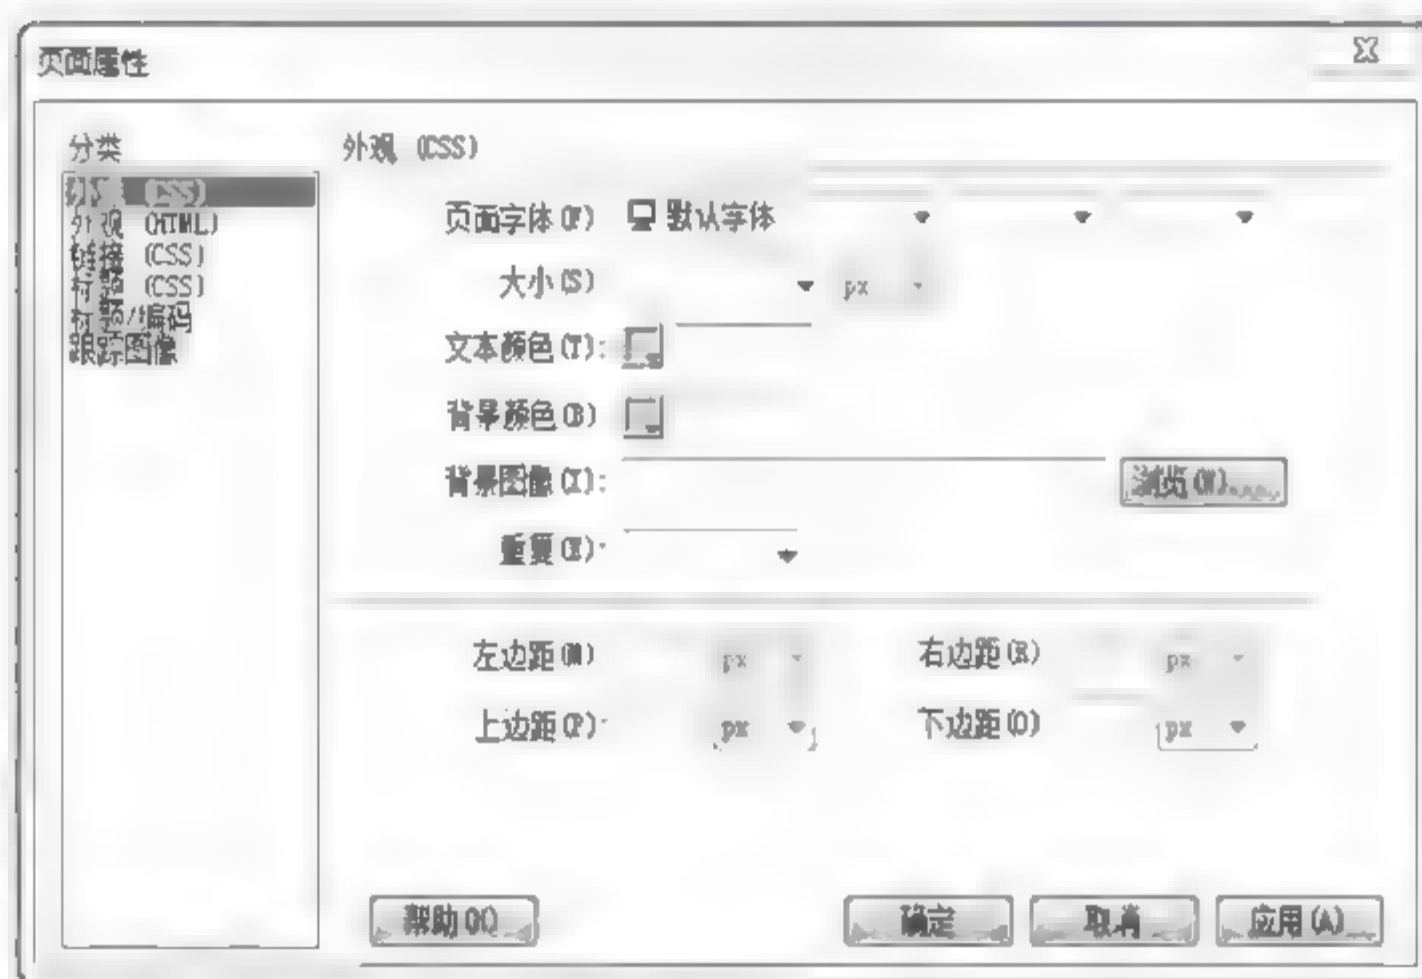 页面属性
分类
外观 (CSS)
外观 (HTML)
链接 (CSS)
标题 (CSS)
标题/编码
跟踪图像
外观 (CSS)
页面字体(F) 默认字体
大小(S) px
文本颜色(T):
背景颜色(B)
背景图像(I): 浏览(W)...
重复(E):
左边距(M) px 右边距(R) px
上边距(P): px 下边距(O) px
帮助 确定 取消 应用(A)